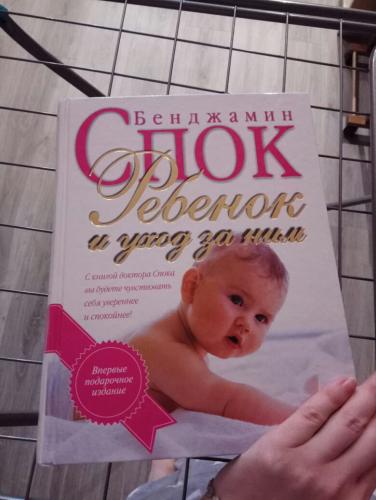 Бенджамин
Спок
Ребенок
и уход за ним
С книгой доктора Спока
вы будете чувствовать
себя увереннее
и спокойнее!
Впервые
подарочное
издание